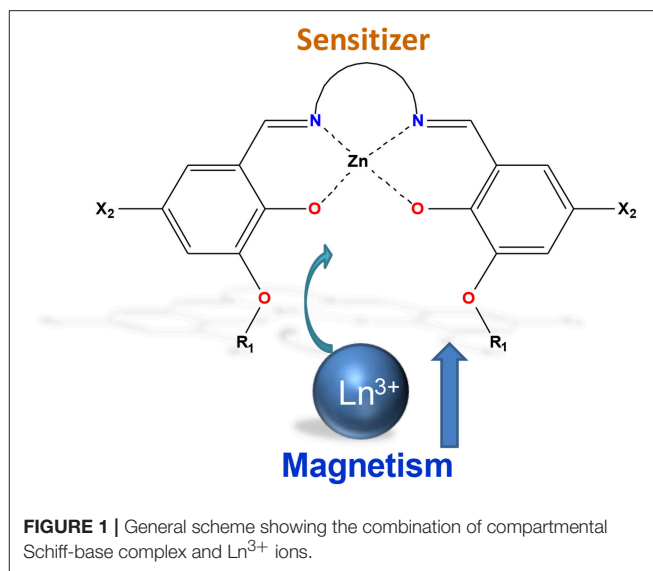 Sensitizer
N N
Zn
X₂ O O X₂
O O
R₁ R₁
Ln³⁺
Magnetism
FIGURE 1 | General scheme showing the combination of compartmental
Schiff-base complex and Ln³⁺ ions.